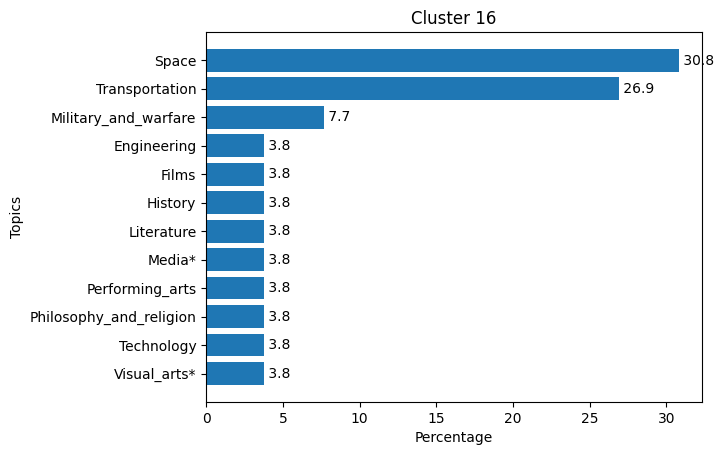 Cluster 16
Space 30.8
Transportation 26.9
Military_and_warfare 7.7
Engineering 3.8
Films 3.8
History 3.8
Literature 3.8
Media* 3.8
Performing_arts 3.8
Philosophy_and_religion 3.8
Technology 3.8
Visual_arts* 3.8
Topics
0 5 10 15 20 25 30
Percentage